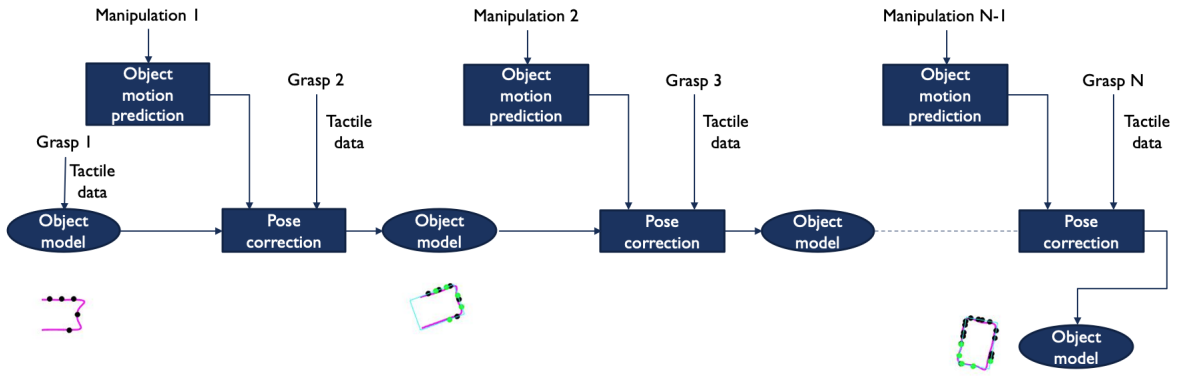 Manipulation 1
Manipulation 2
Manipulation N-1
Object
motion
prediction
Grasp 2
Object
motion
prediction
Grasp 3
Object
motion
prediction
Grasp N
Tactile
data
Tactile
data
Tactile
data
Grasp 1
Tactile
data
Object
model
Pose
correction
Object
model
Pose
correction
Object
model
Pose
correction
Object
model